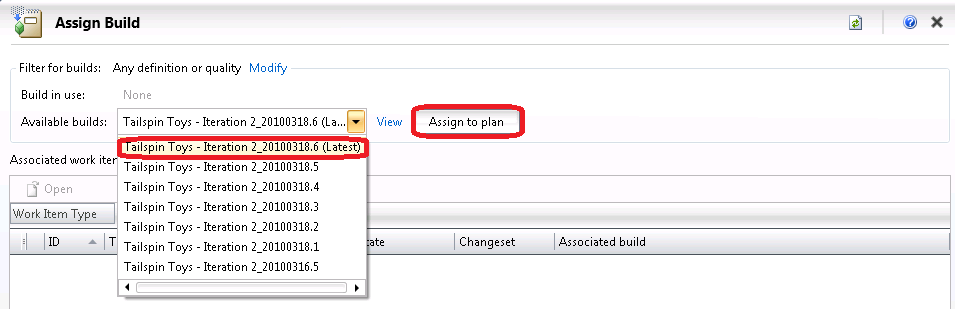 Assign Build
Filter for builds: Any definition or quality Modify
Build in use: None
Available builds: Tailspin Toys - Iteration 2_20100318.6 (La... View Assign to plan
Tailspin Toys - Iteration 2_20100318.6 (Latest)
Associated work iten
Tailspin Toys - Iteration 2_20100318.5
Open
Tailspin Toys - Iteration 2_20100318.4
Tailspin Toys - Iteration 2_20100318.3
Work Item Type
Tailspin Toys - Iteration 2_20100318.2
ID T Tailspin Toys - Iteration 2_20100318.1 tate Changeset Associated build
Tailspin Toys - Iteration 2_20100316.5